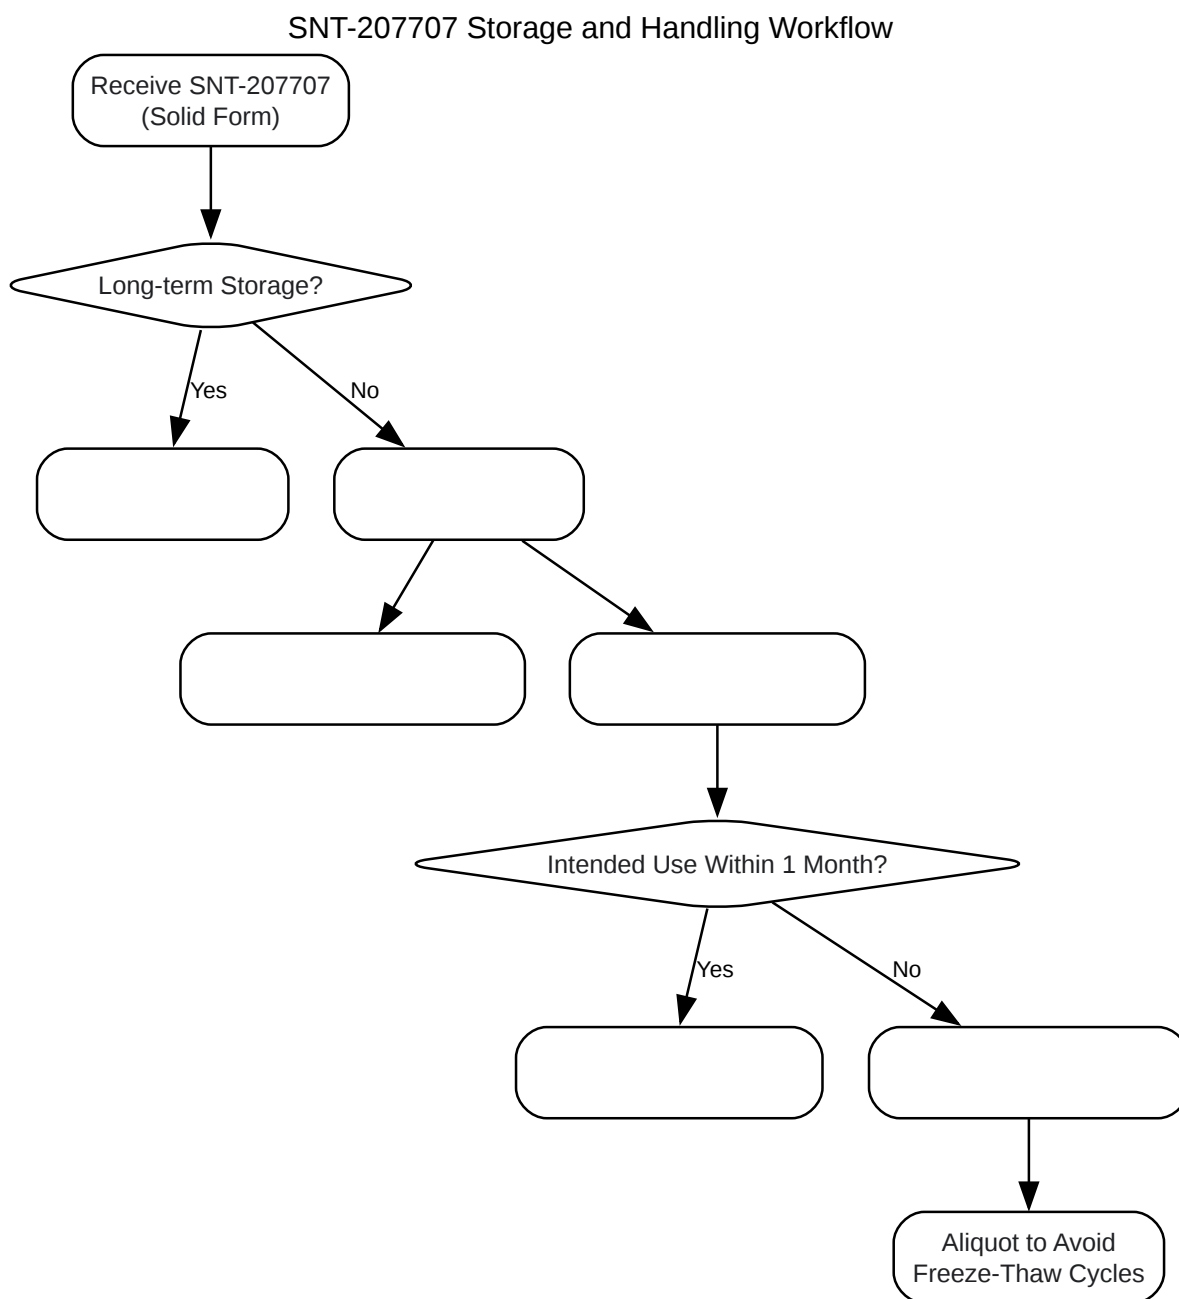 SNT-207707 Storage and Handling Workflow
Receive SNT-207707
(Solid Form)
Long-term Storage?
Yes
No
Intended Use Within 1 Month?
Yes
No
Aliquot to Avoid
Freeze-Thaw Cycles